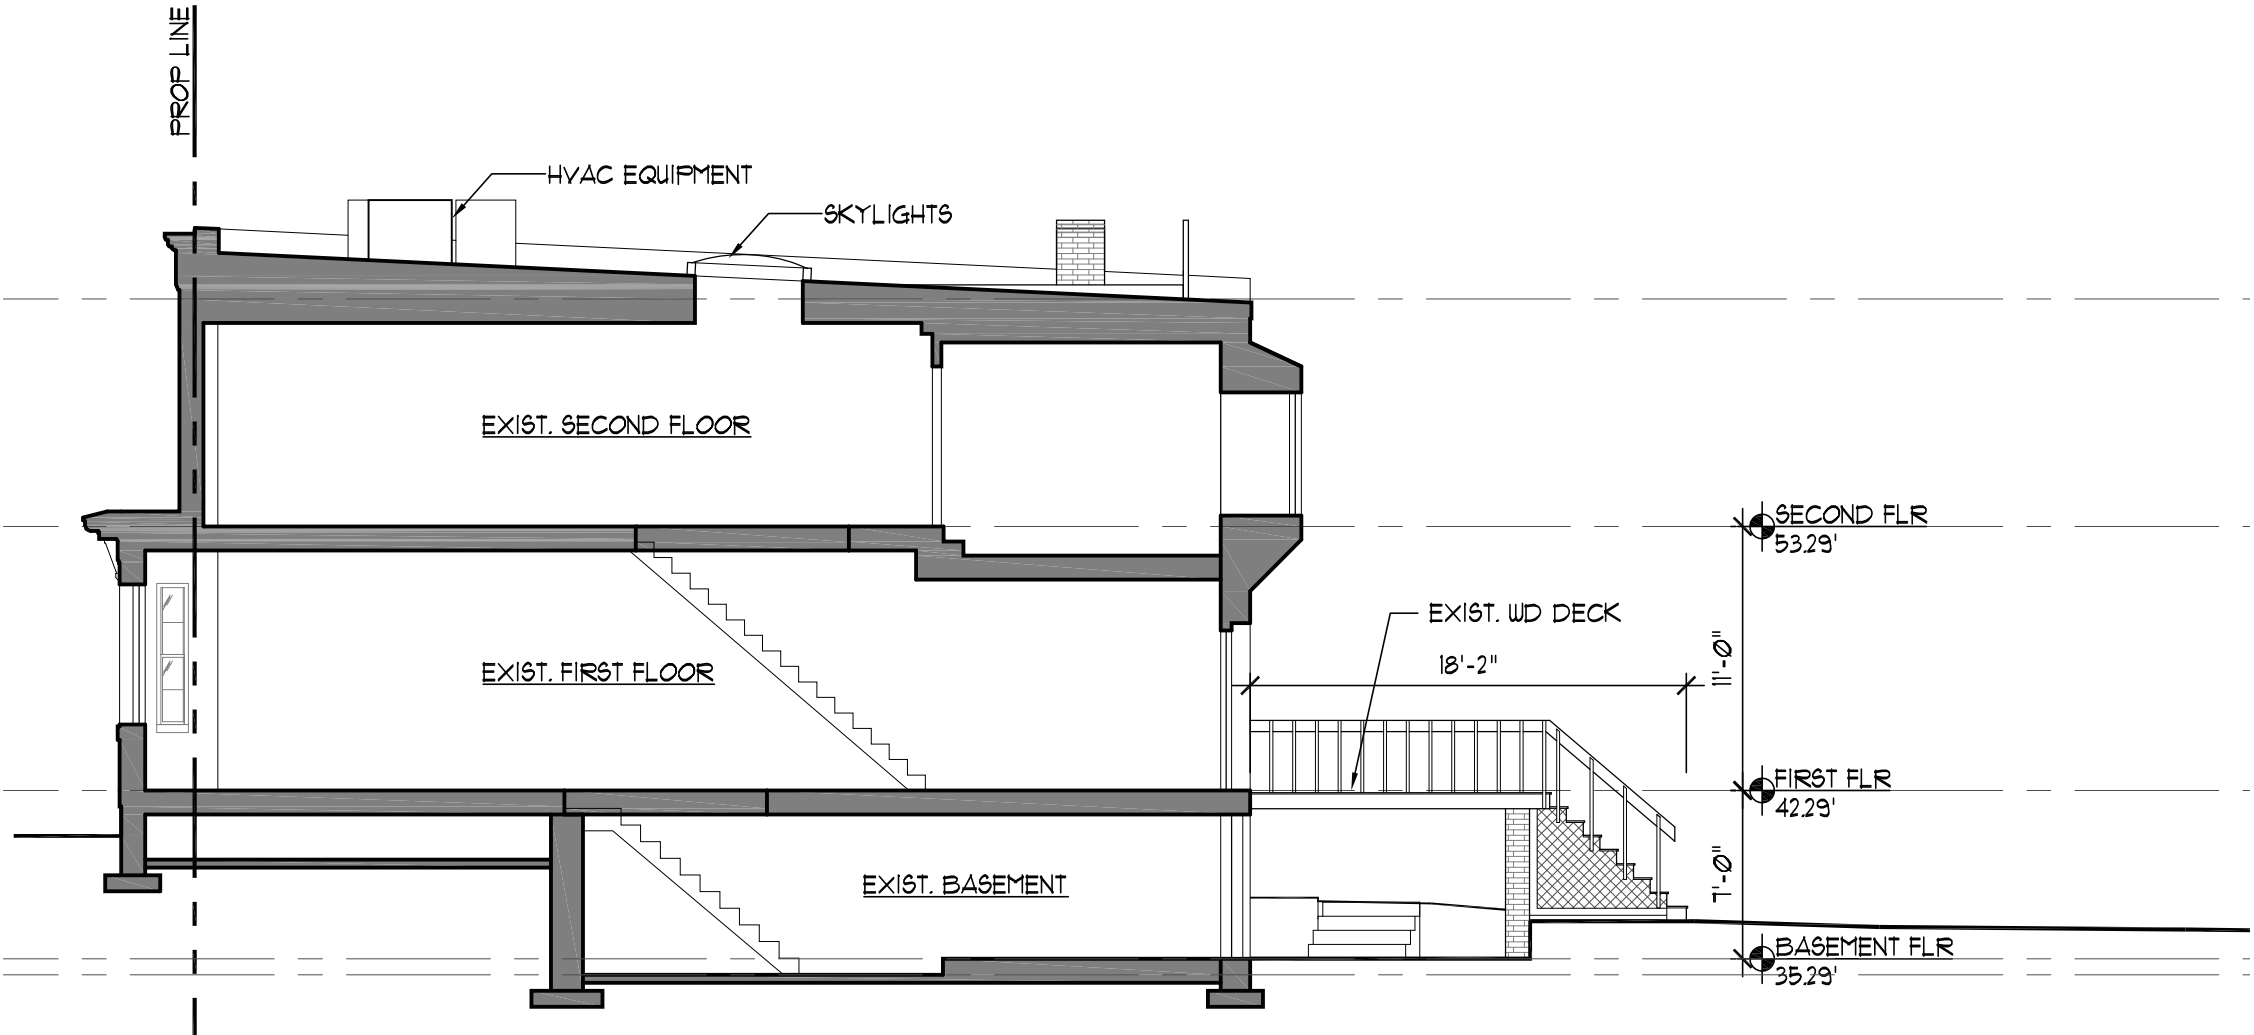 PROP LINE
HVAC EQUIPMENT
SKYLIGHTS
EXIST. SECOND FLOOR
SECOND FLR
53.29'
EXIST. WD DECK
18'-2"
11'-0"
EXIST. FIRST FLOOR
FIRST FLR
42.29'
7'-0"
EXIST. BASEMENT
BASEMENT FLR
35.29'